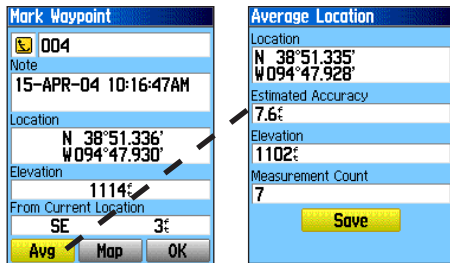 Mark Waypoint
004
Note
15-APR-04 10:16:47AM
Location
N 38°51.336'
W094°47.930'
Elevation
1114ft
From Current Location
SE 3ft
Avg Map OK
Average Location
Location
N 38°51.335'
W094°47.928'
Estimated Accuracy
7.6ft
Elevation
1102ft
Measurement Count
7
Save